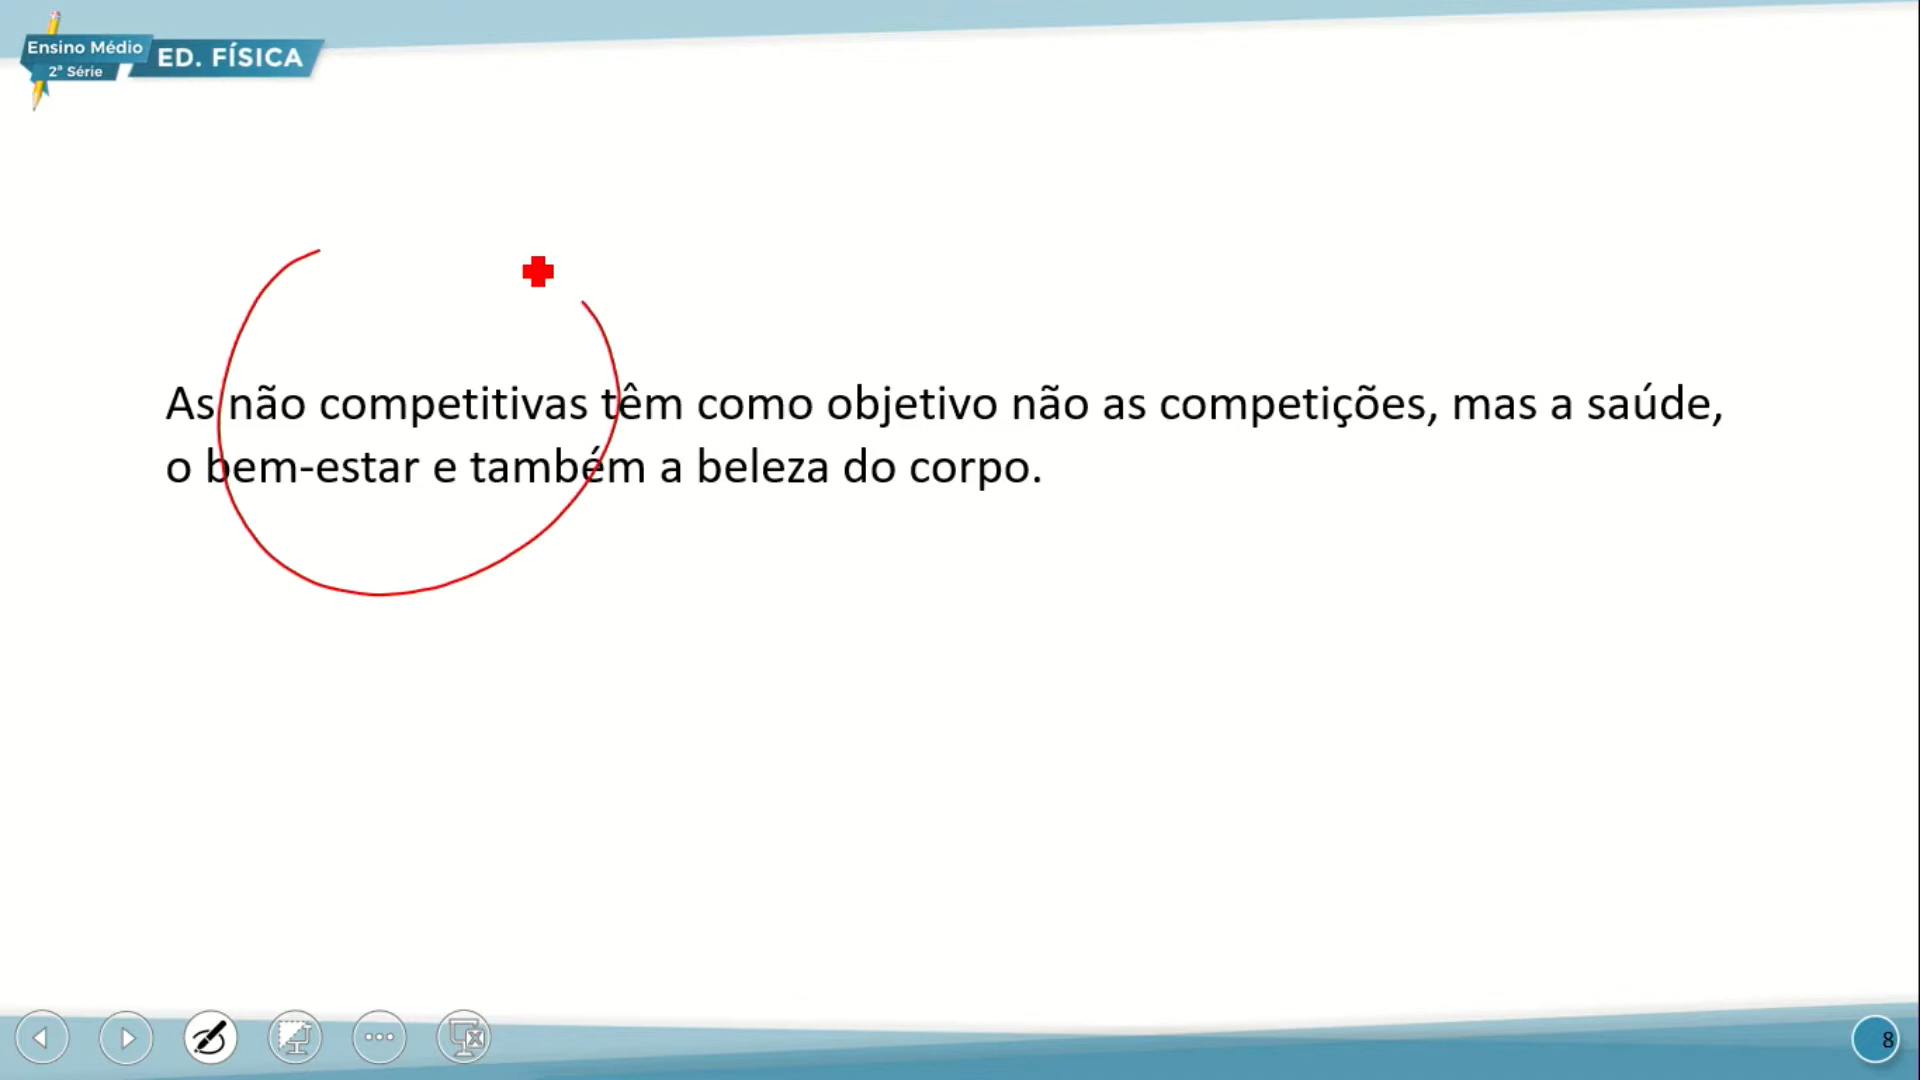 Ensino Médio
2ª Série
ED. FÍSICA
As não competitivas têm como objetivo não as competições, mas a saúde,
o bem-estar e também a beleza do corpo.
8